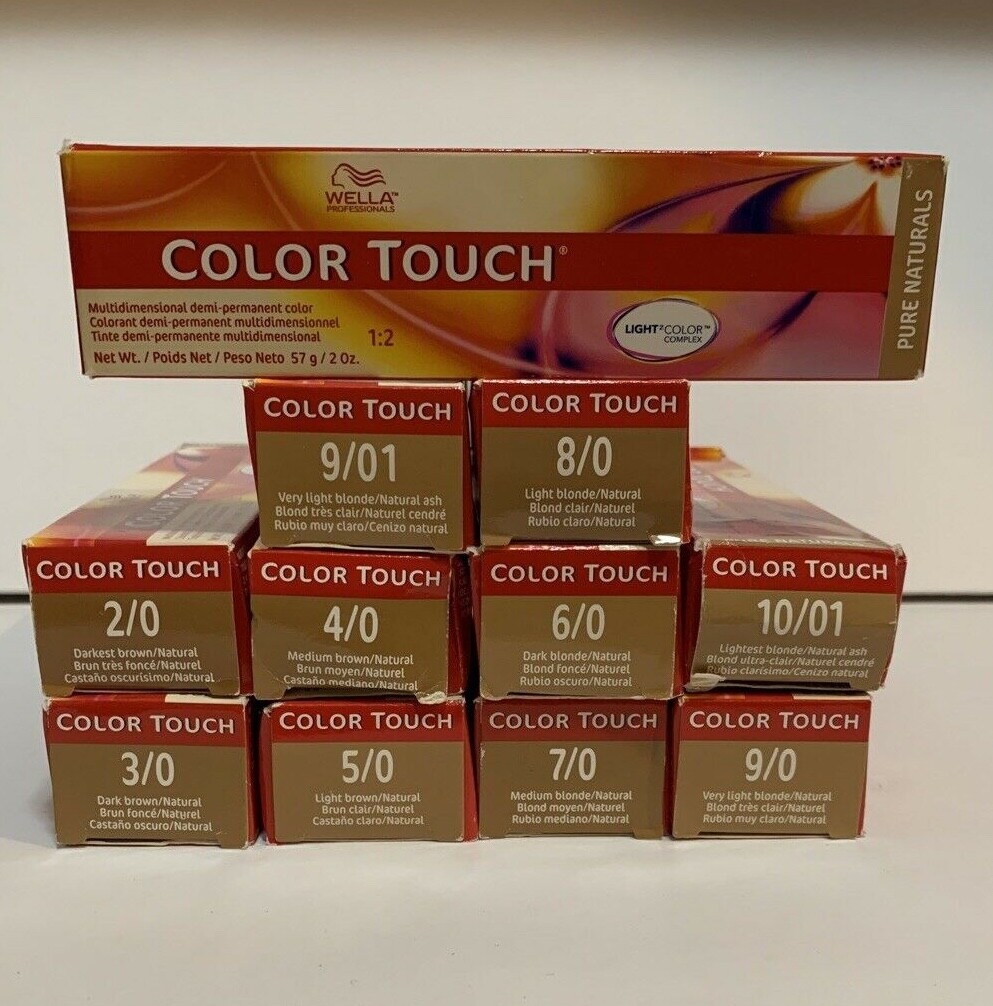 WELLA™
PROFESSIONALS
COLOR TOUCH®
Multidimensional demi-permanent color
Colorant demi-permanent multidimensionnel
Tinte demi-permanente multidimensional
1:2
Net Wt. / Poids Net / Peso Neto 57 g / 2 Oz.
LIGHT²COLOR™
COMPLEX
PURE NATURALS
COLOR TOUCH
9/01
Very light blonde/Natural ash
Blond très clair/Naturel cendré
Rubio muy claro/Cenizo natural
COLOR TOUCH
8/0
Light blonde/Natural
Blond clair/Naturel
Rubio claro/Natural
COLOR TOUCH
COLOR TOUCH
2/0
Darkest brown/Natural
Brun très foncé/Naturel
Castaño oscurísimo/Natural
COLOR TOUCH
4/0
Medium brown/Natural
Brun moyen/Naturel
Castaño mediano/Natural
COLOR TOUCH
6/0
Dark blonde/Natural
Blond foncé/Naturel
Rubio oscuro/Natural
PURE NATURALS
COLOR TOUCH
10/01
Lightest blonde/Natural ash
Blond ultra-clair/Naturel cendré
Rubio clarísimo/Cenizo natural
COLOR TOUCH
3/0
Dark brown/Natural
Brun foncé/Naturel
Castaño oscuro/Natural
COLOR TOUCH
5/0
Light brown/Natural
Brun clair/Naturel
Castaño claro/Natural
COLOR TOUCH
7/0
Medium blonde/Natural
Blond moyen/Naturel
Rubio mediano/Natural
COLOR TOUCH
9/0
Very light blonde/Natural
Blond très clair/Naturel
Rubio muy claro/Natural